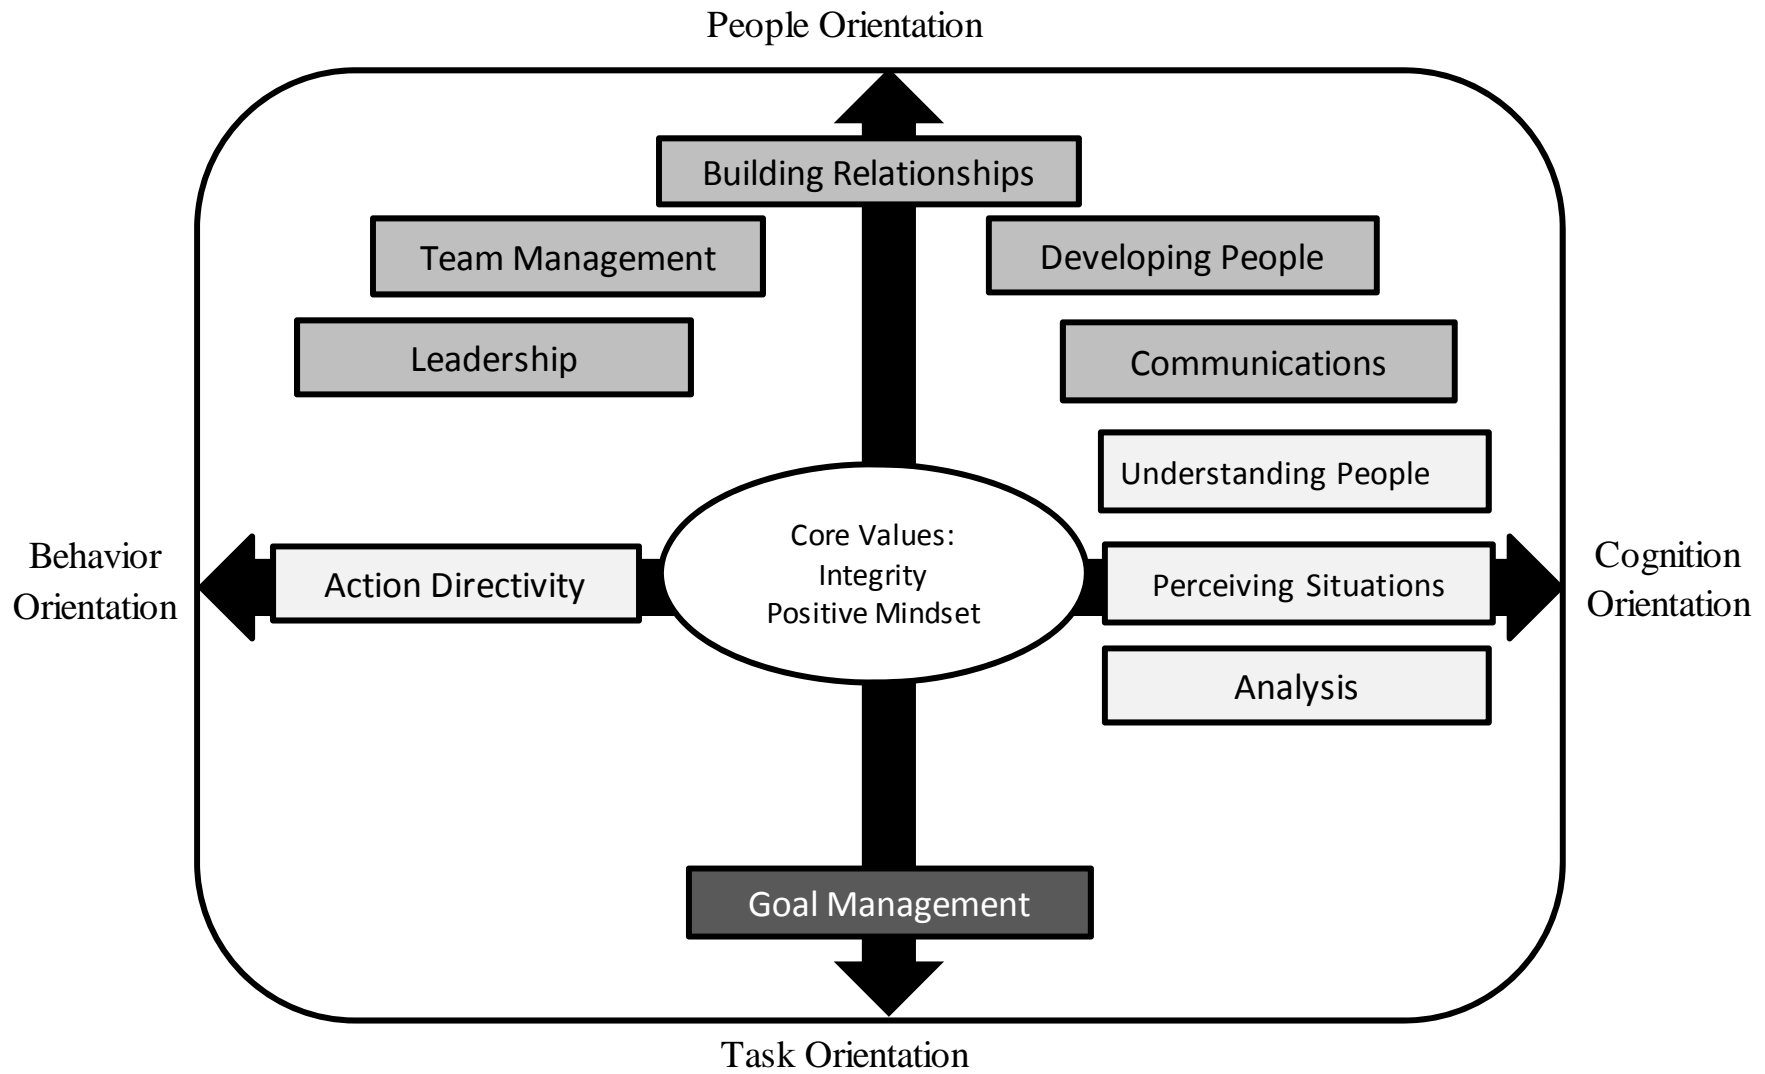 People Orientation
Building Relationships
Team Management
Developing People
Leadership
Communications
Understanding People
Behavior
Orientation
Action Directivity
Core Values:
Integrity
Positive Mindset
Perceiving Situations
Cognition
Orientation
Analysis
Goal Management
Task Orientation